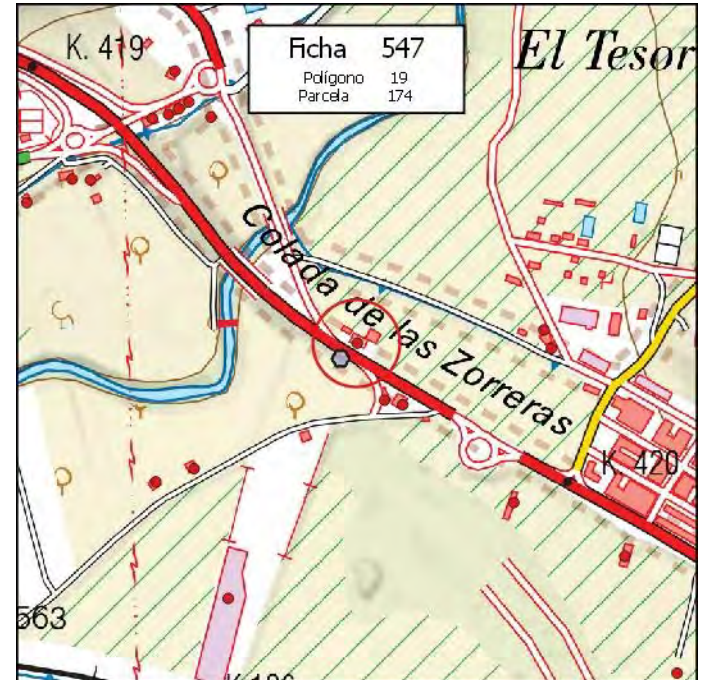 K. 419
Ficha 547
Polígono 19
Parcela 174
El Tesor
Colada de las Zorreras
K. 420
563